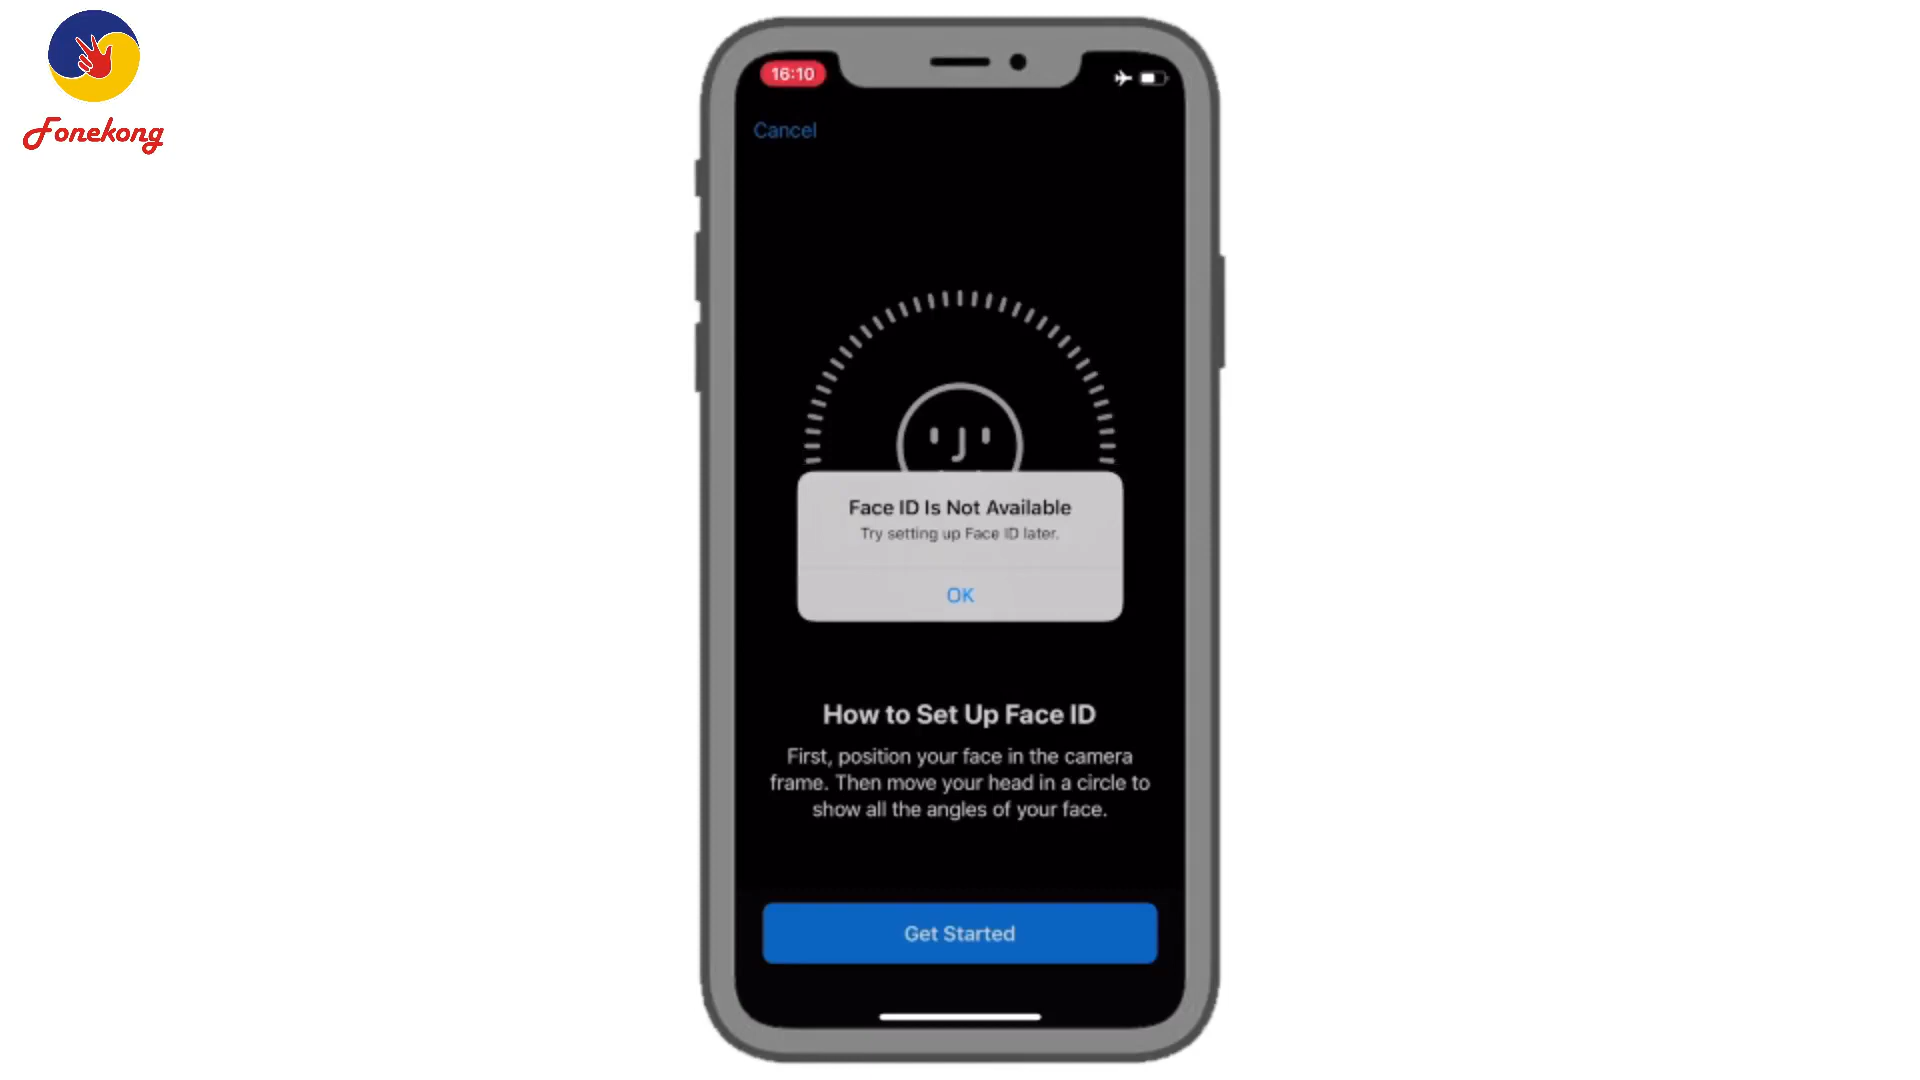 Fonekong
16:10
Cancel
Face ID Is Not Available
Try setting up Face ID later.
OK
How to Set Up Face ID
First, position your face in the camera
frame. Then move your head in a circle to
show all the angles of your face.
Get Started